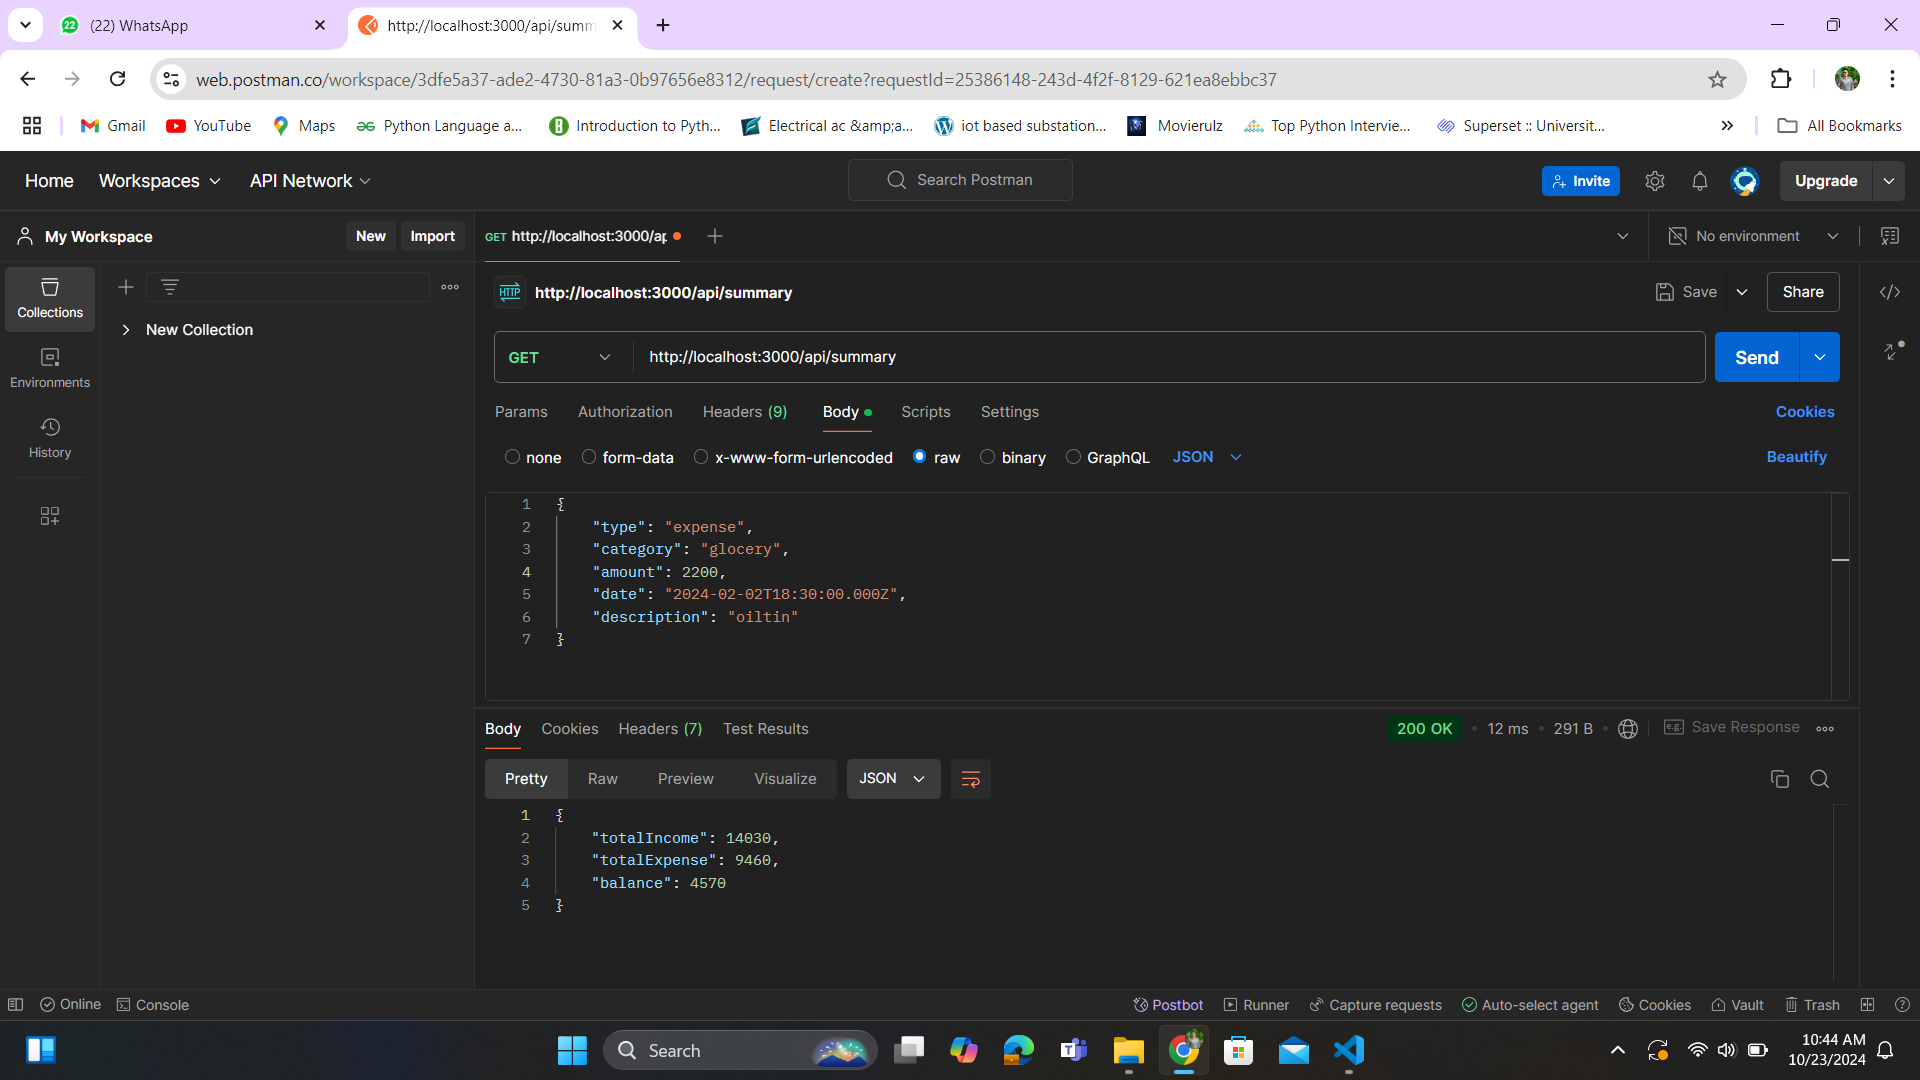 (22) WhatsApp
http://localhost:3000/api/summ
web.postman.co/workspace/3dfe5a37-ade2-4730-81a3-0b97656e8312/request/create?requestId=25386148-243d-4f2f-8129-621ea8ebbc37
Gmail YouTube Maps Python Language a... Introduction to Pyth... Electrical ac &amp;a... iot based substation... Movierulz Top Python Intervie... Superset :: Universit... All Bookmarks
Home Workspaces API Network Search Postman Invite Upgrade
My Workspace New Import GET http://localhost:3000/ap No environment
Collections
Environments
History
New Collection
HTTP http://localhost:3000/api/summary Save Share
GET http://localhost:3000/api/summary Send
Params Authorization Headers (9) Body Scripts Settings Cookies
none form-data x-www-form-urlencoded raw binary GraphQL JSON Beautify
1 {
2 "type": "expense",
3 "category": "glocery",
4 "amount": 2200,
5 "date": "2024-02-02T18:30:00.000Z",
6 "description": "oiltin"
7 }
Body Cookies Headers (7) Test Results 200 OK • 12 ms • 291 B • e.g. Save Response
Pretty Raw Preview Visualize JSON
1 {
2 "totalIncome": 14030,
3 "totalExpense": 9460,
4 "balance": 4570
5 }
Online Console Postbot Runner Capture requests Auto-select agent Cookies Vault Trash
Search
10:44 AM
10/23/2024